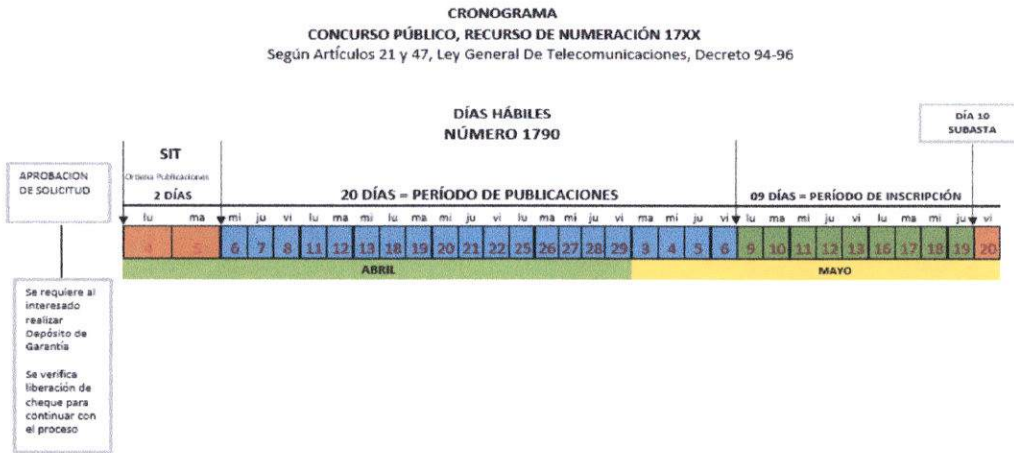 CRONOGRAMA
CONCURSO PÚBLICO, RECURSO DE NUMERACIÓN 17XX
Según Artículos 21 y 47, Ley General De Telecomunicaciones, Decreto 94-96
DÍAS HÁBILES
NÚMERO 1790
DÍA 10
SUBASTA
APROBACION
DE SOLICITUD
SIT
Ordena Publicaciones
2 DÍAS
20 DÍAS = PERÍODO DE PUBLICACIONES
09 DÍAS = PERÍODO DE INSCRIPCIÓN
lu ma mi ju vi lu ma mi lu ma mi ju vi lu ma mi ju vi ma mi ju vi lu ma mi ju vi lu ma mi ju vi
4 5 6 7 8 11 12 13 18 19 20 21 22 25 26 27 28 29 3 4 5 6 9 10 11 12 13 16 17 18 19 20
ABRIL MAYO
Se requiere al
interesado
realizar
Depósito de
Garantía
Se verifica
liberación de
cheque para
continuar con
el proceso